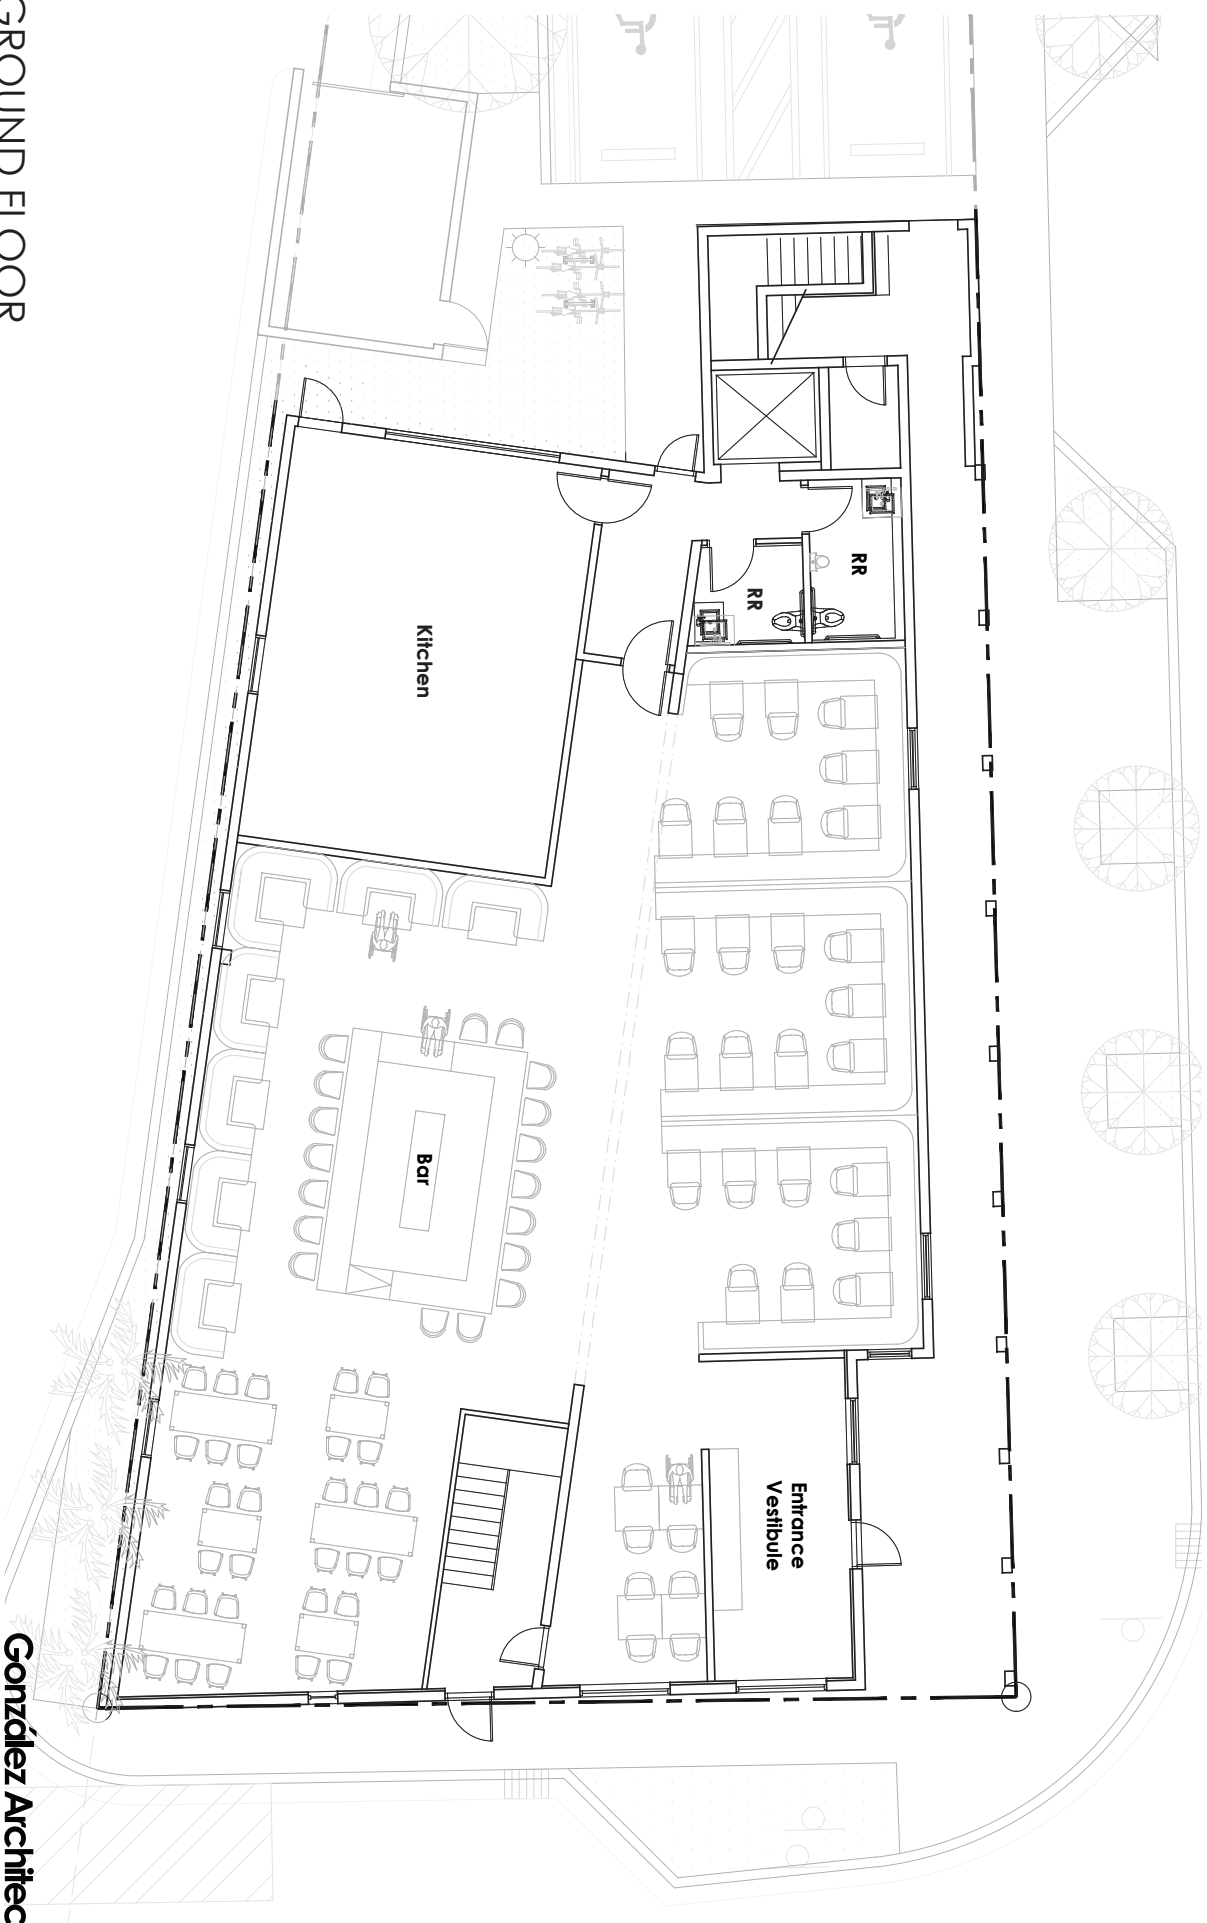 GROUND FLOOR
RR
RR
Kitchen
Bar
Entrance
Vestibule
González Architec